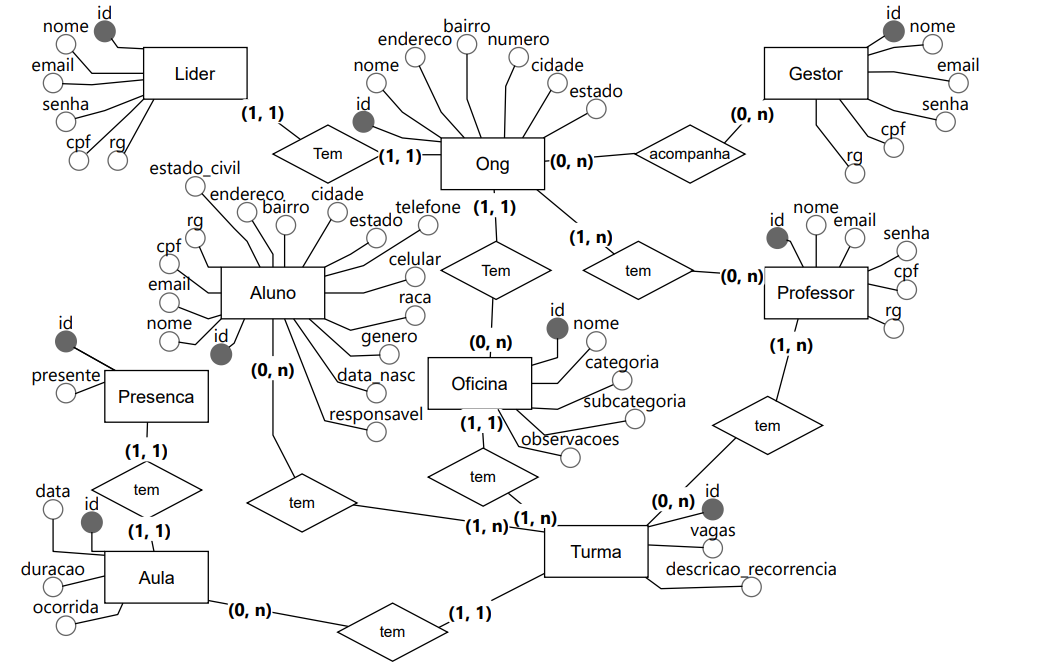 id
nome
email
senha
cpf
rg
Lider
(1, 1)
Tem
(1, 1)
id
nome
endereco
bairro
numero
cidade
estado
Ong
(0, n)
acompanha
(0, n)
id
nome
email
senha
cpf
rg
Gestor
(1, 1)
Tem
(0, n)
(1, n)
tem
(0, n)
id
nome
email
senha
cpf
rg
Professor
(1, n)
tem
(0, n)
estado_civil
endereco
bairro
cidade
estado
telefone
celular
raca
genero
data_nasc
responsavel
rg
cpf
email
nome
id
Aluno
(0, n)
tem
(1, n)
id
nome
categoria
subcategoria
observacoes
Oficina
(1, 1)
tem
(1, n)
id
vagas
descricao_recorrencia
Turma
id
presente
Presenca
(1, 1)
tem
(1, 1)
data
id
duracao
ocorrida
Aula
(0, n)
tem
(1, 1)